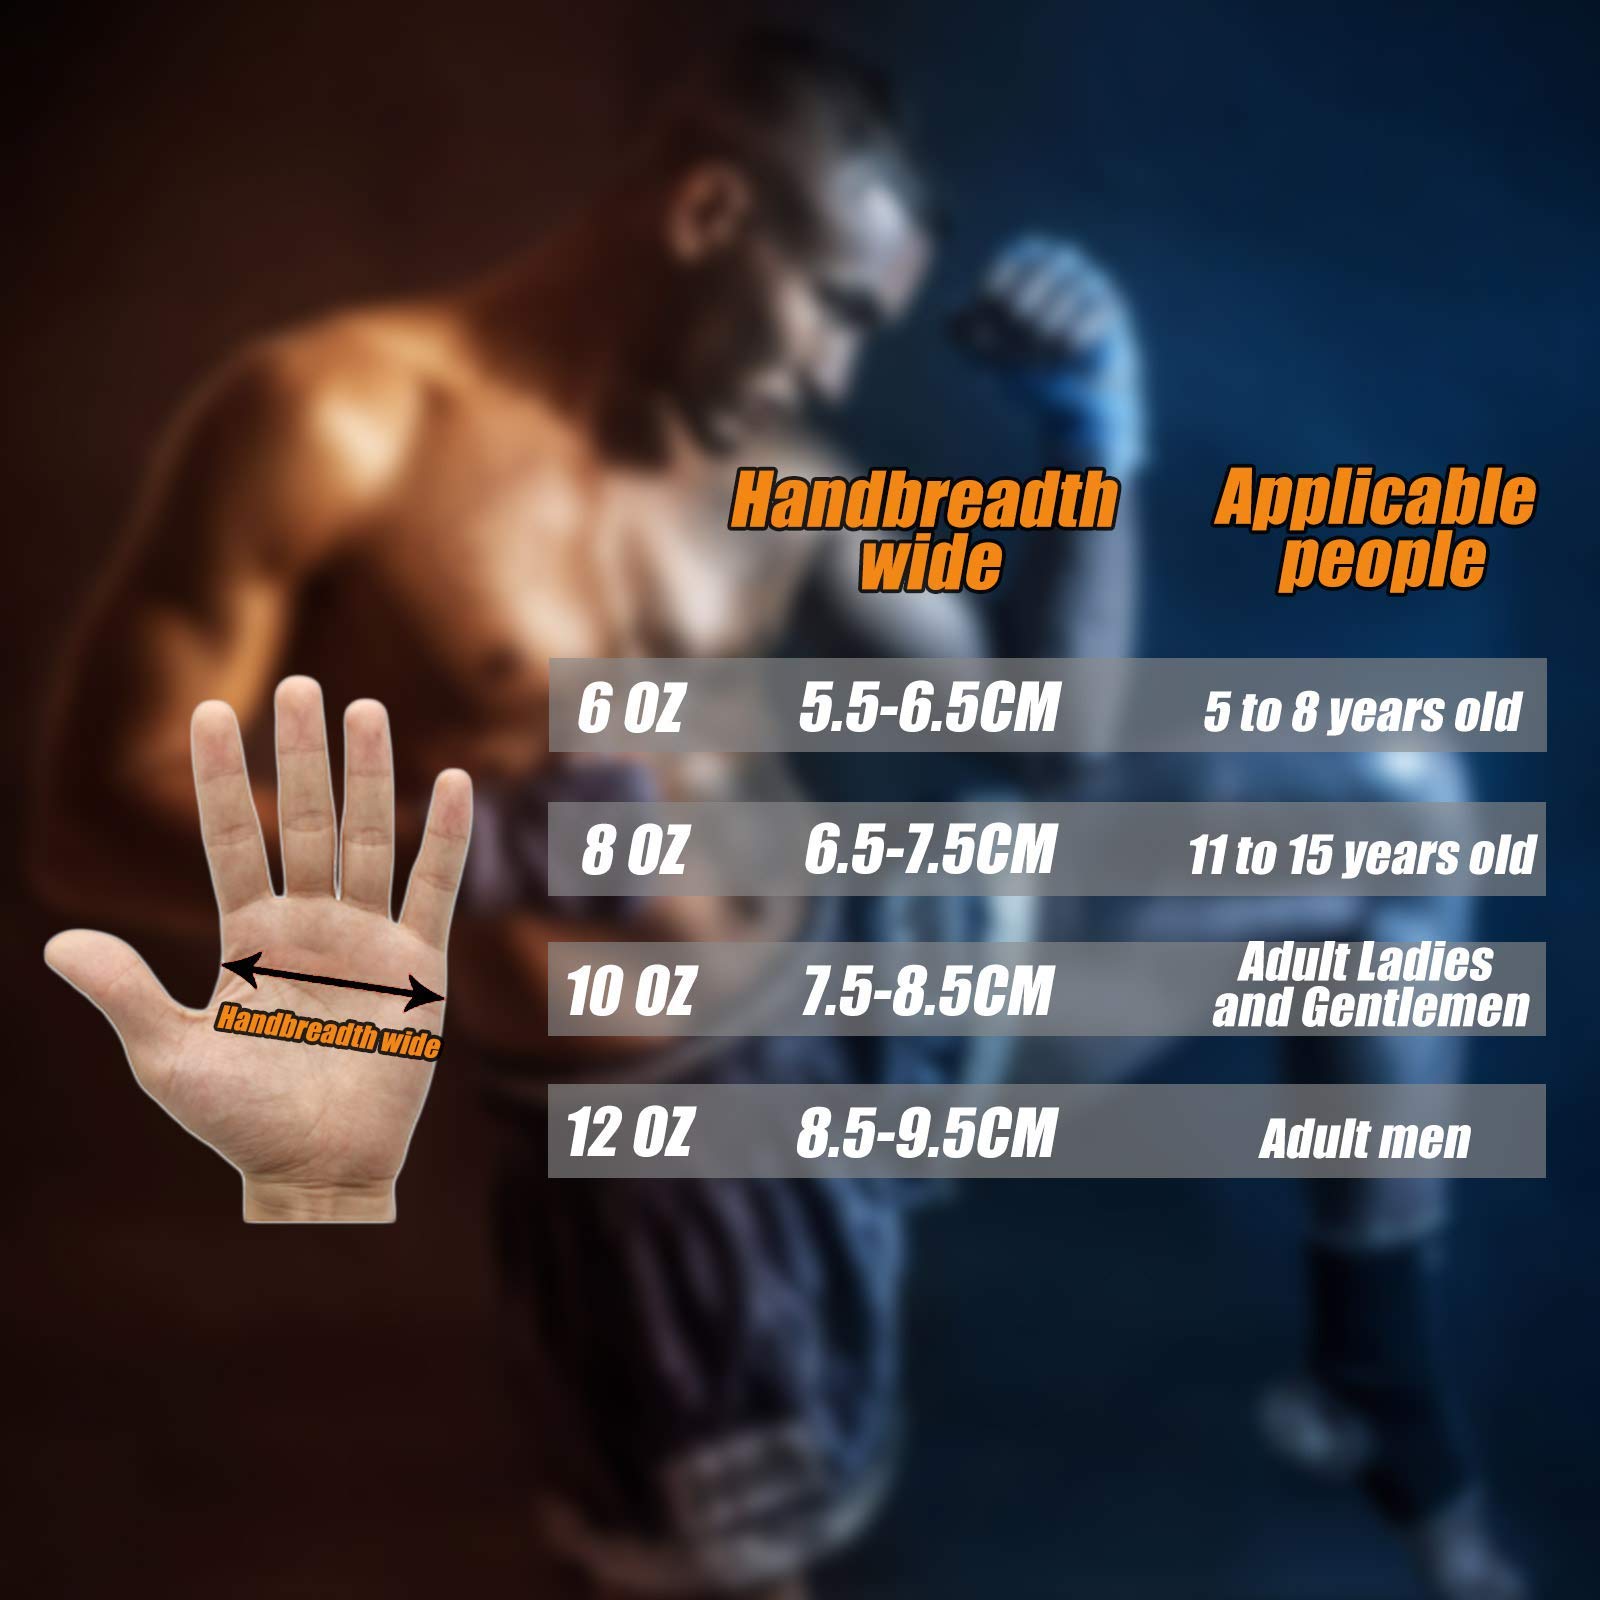 Handbreadth
wide
Applicable
people
6 OZ 5.5-6.5CM 5 to 8 years old
8 OZ 6.5-7.5CM 11 to 15 years old
10 OZ 7.5-8.5CM Adult Ladies
and Gentlemen
12 OZ 8.5-9.5CM Adult men
Handbreadth wide